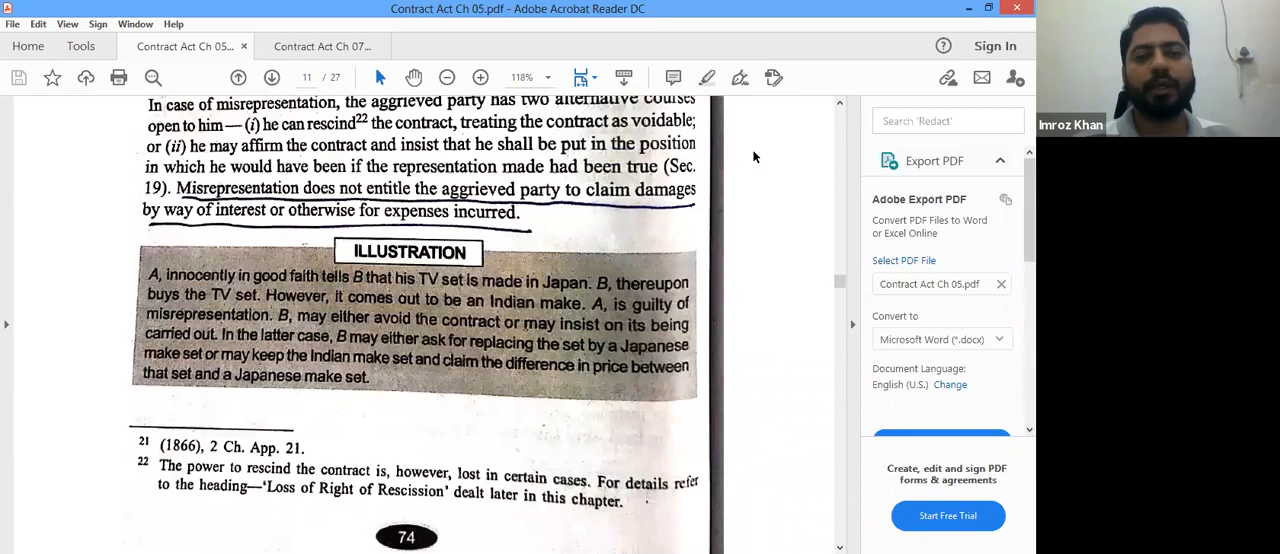 Contract Act Ch 05.pdf - Adobe Acrobat Reader DC
File Edit View Sign Window Help
Home Tools Contract Act Ch 05... × Contract Act Ch 07... Sign In
11 / 27 118%
In case of misrepresentation, the aggrieved party has two alternative courses
open to him — (i) he can rescind22 the contract, treating the contract as voidable;
or (ii) he may affirm the contract and insist that he shall be put in the position
in which he would have been if the representation made had been true (Sec.
19). Misrepresentation does not entitle the aggrieved party to claim damages
by way of interest or otherwise for expenses incurred.
ILLUSTRATION
A, innocently in good faith tells B that his TV set is made in Japan. B, thereupon
buys the TV set. However, it comes out to be an Indian make. A, is guilty of
misrepresentation. B, may either avoid the contract or may insist on its being
carried out. In the latter case, B may either ask for replacing the set by a Japanese
make set or may keep the Indian make set and claim the difference in price between
that set and a Japanese make set.
21 (1866), 2 Ch. App. 21.
22 The power to rescind the contract is, however, lost in certain cases. For details refer
to the heading—'Loss of Right of Rescission' dealt later in this chapter.
74
Search 'Redact'
Export PDF
Adobe Export PDF
Convert PDF Files to Word
or Excel Online
Select PDF File
Contract Act Ch 05.pdf ×
Convert to
Microsoft Word (*.docx)
Document Language:
English (U.S.) Change
Create, edit and sign PDF
forms & agreements
Start Free Trial
Imroz Khan